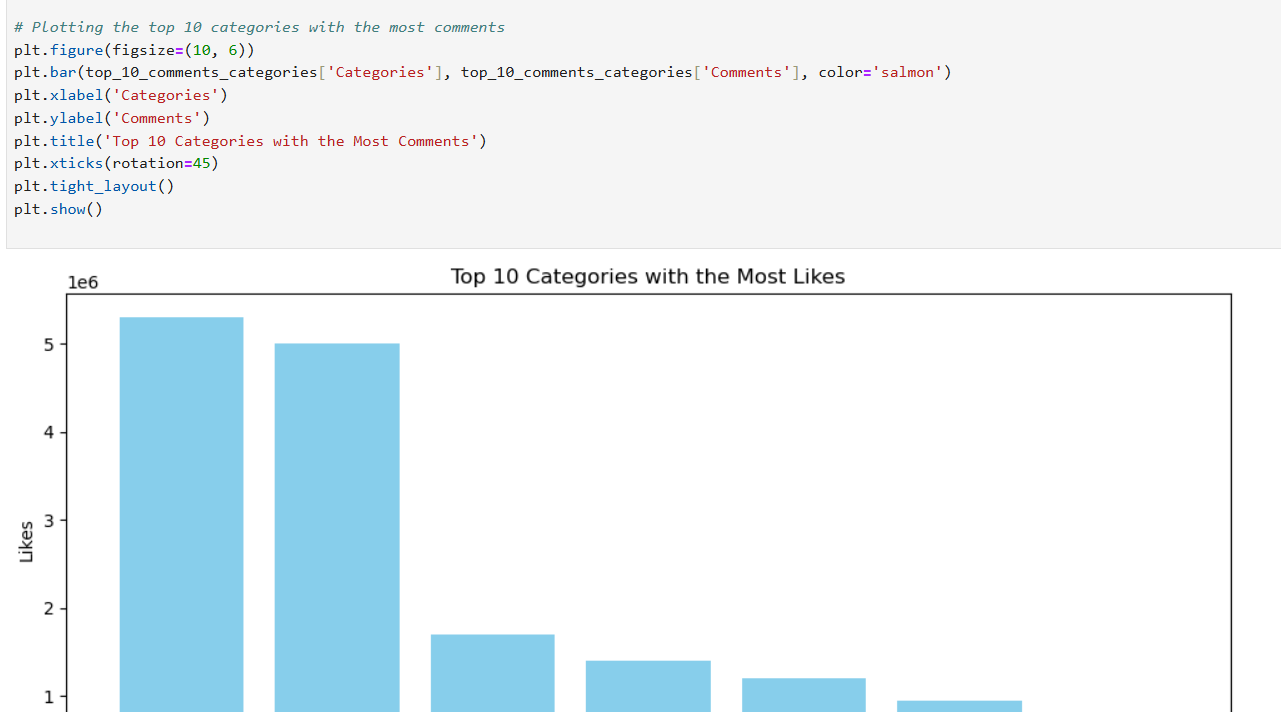 # Plotting the top 10 categories with the most comments
plt.figure(figsize=(10, 6))
plt.bar(top_10_comments_categories['Categories'], top_10_comments_categories['Comments'], color='salmon')
plt.xlabel('Categories')
plt.ylabel('Comments')
plt.title('Top 10 Categories with the Most Comments')
plt.xticks(rotation=45)
plt.tight_layout()
plt.show()
Top 10 Categories with the Most Likes
1e6
5
4
3
Likes
2
1